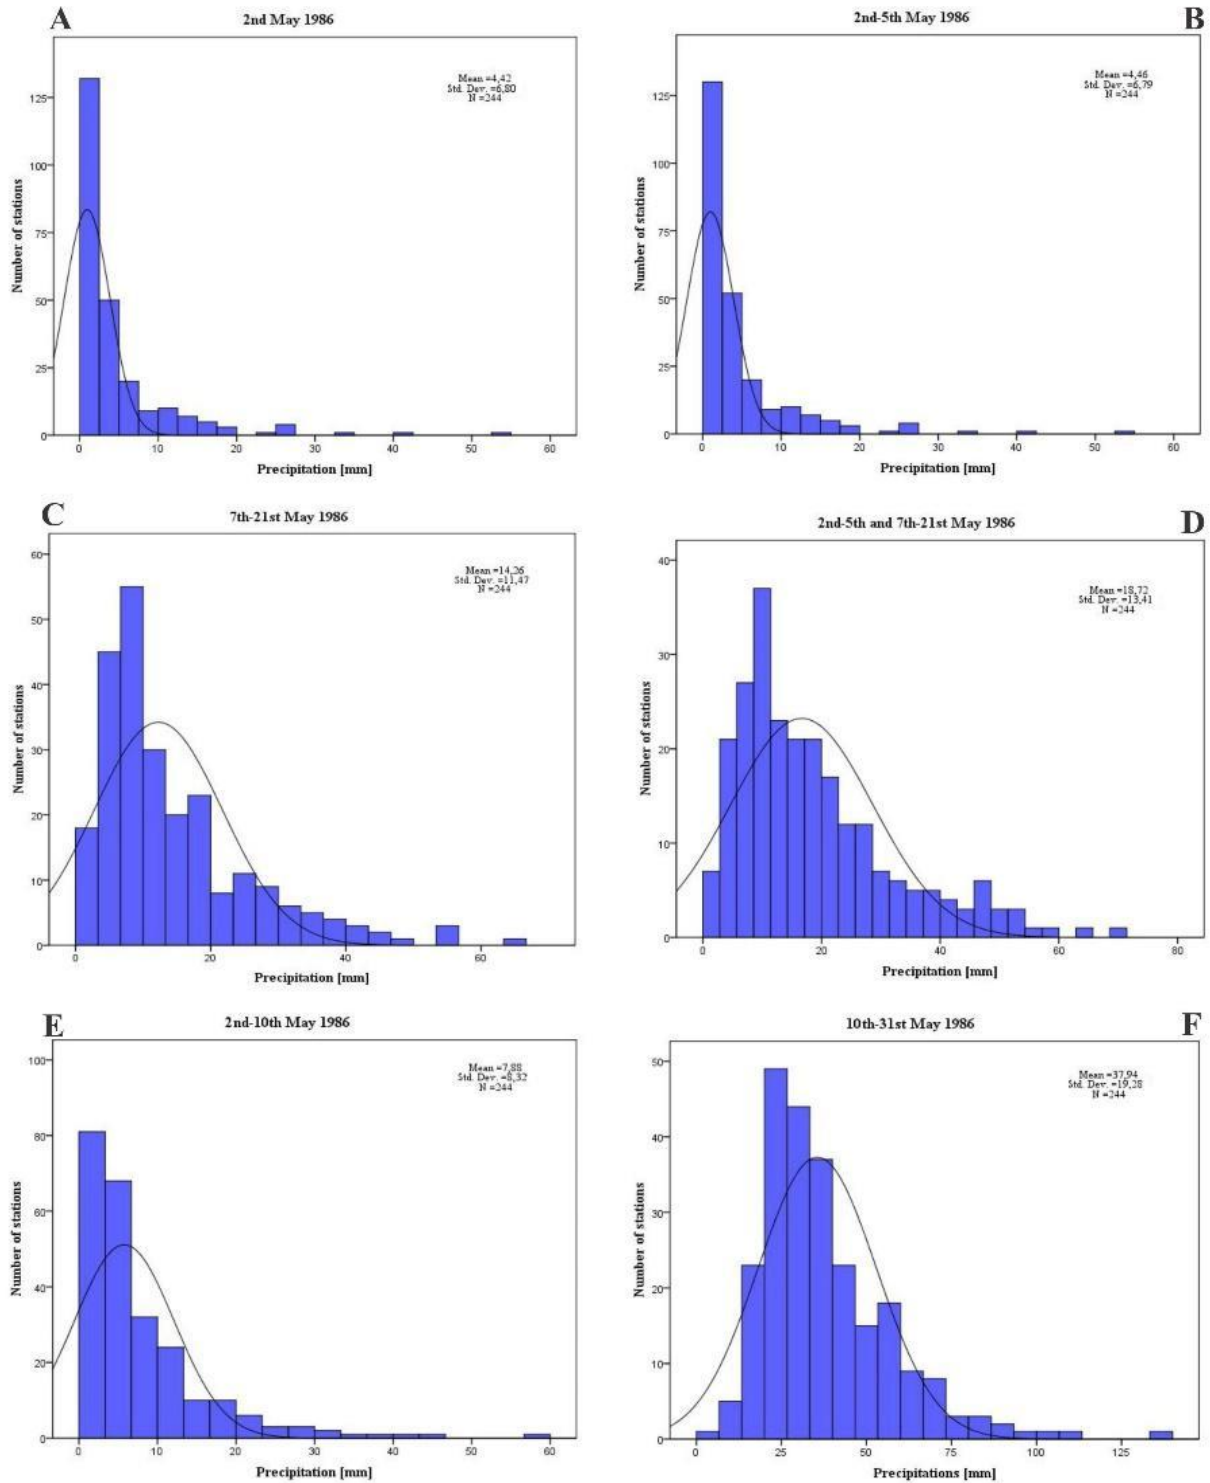 A
2nd May 1986
Mean =4,42
Std. Dev. =6,80
N =244
125
100
75
50
25
0
Number of stations
0 10 20 30 40 50 60
Precipitation [mm]
B
2nd-5th May 1986
Mean =4,46
Std. Dev. =6,79
N =244
125
100
75
50
25
0
Number of stations
0 10 20 30 40 50 60
Precipitation [mm]
C
7th-21st May 1986
Mean =14,26
Std. Dev. =11,47
N =244
60
50
40
30
20
10
0
Number of stations
0 20 40 60
Precipitation [mm]
D
2nd-5th and 7th-21st May 1986
Mean =18,72
Std. Dev. =13,41
N =244
40
30
20
10
0
Number of stations
0 20 40 60 80
Precipitation [mm]
E
2nd-10th May 1986
Mean =7,88
Std. Dev. =8,32
N =244
100
80
60
40
20
0
Number of stations
0 10 20 30 40 50 60
Precipitation [mm]
F
10th-31st May 1986
Mean =37,94
Std. Dev. =19,28
N =244
50
40
30
20
10
0
Number of stations
0 25 50 75 100 125
Precipitations [mm]